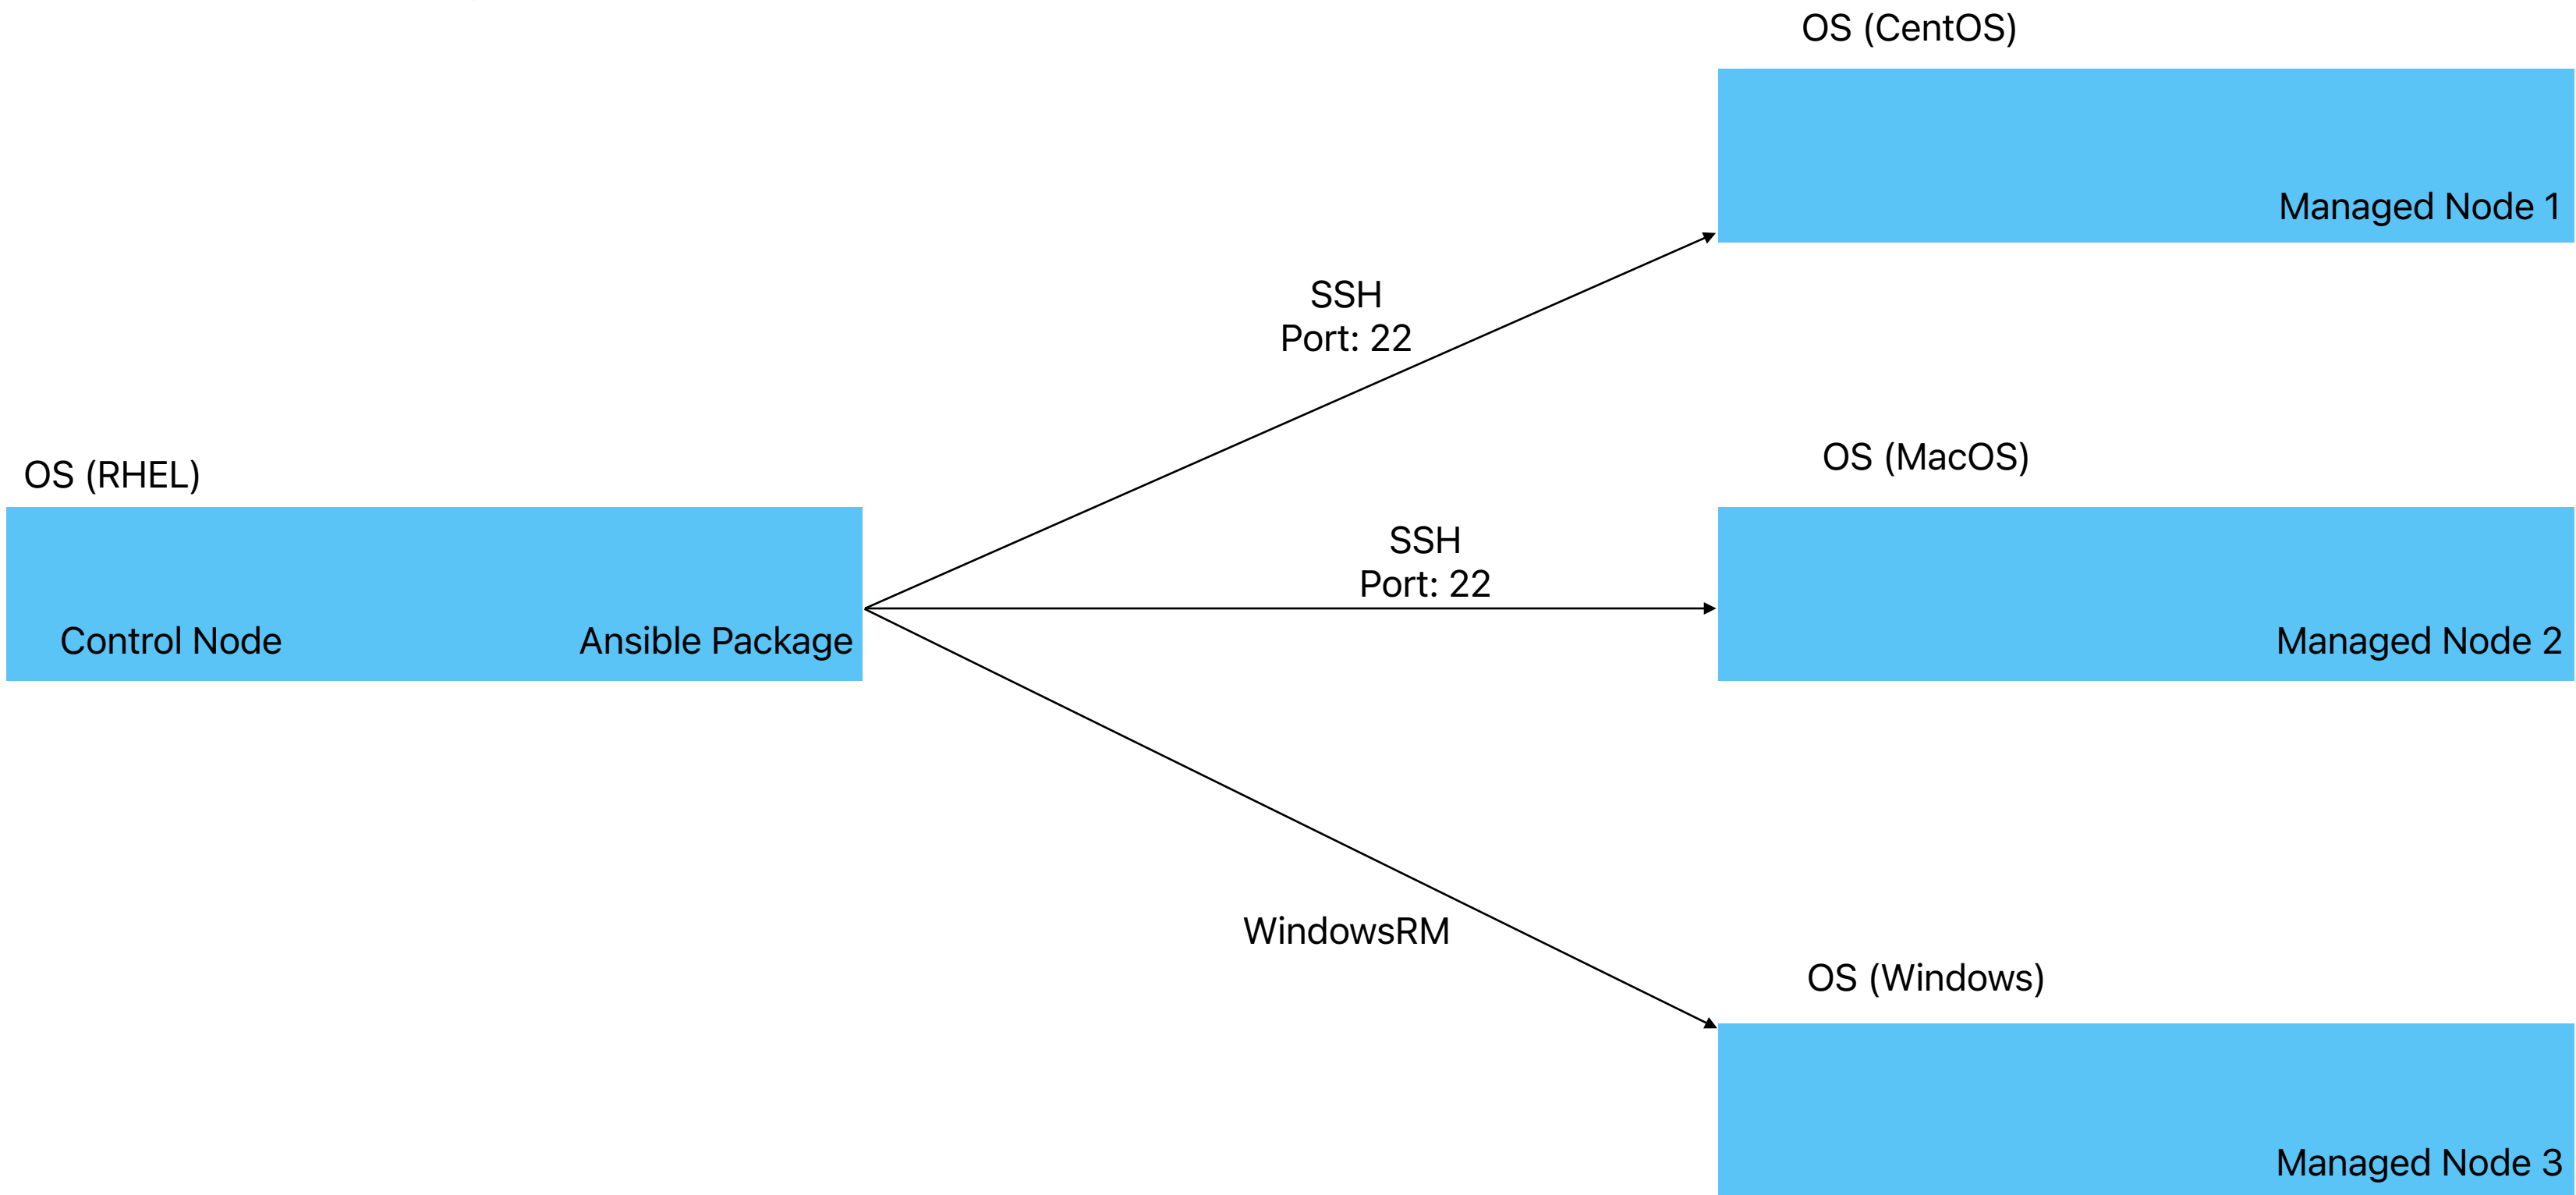 OS (CentOS)
Managed Node 1
SSH
Port: 22
OS (MacOS)
OS (RHEL)
SSH
Port: 22
Control Node
Ansible Package
Managed Node 2
WindowsRM
OS (Windows)
Managed Node 3